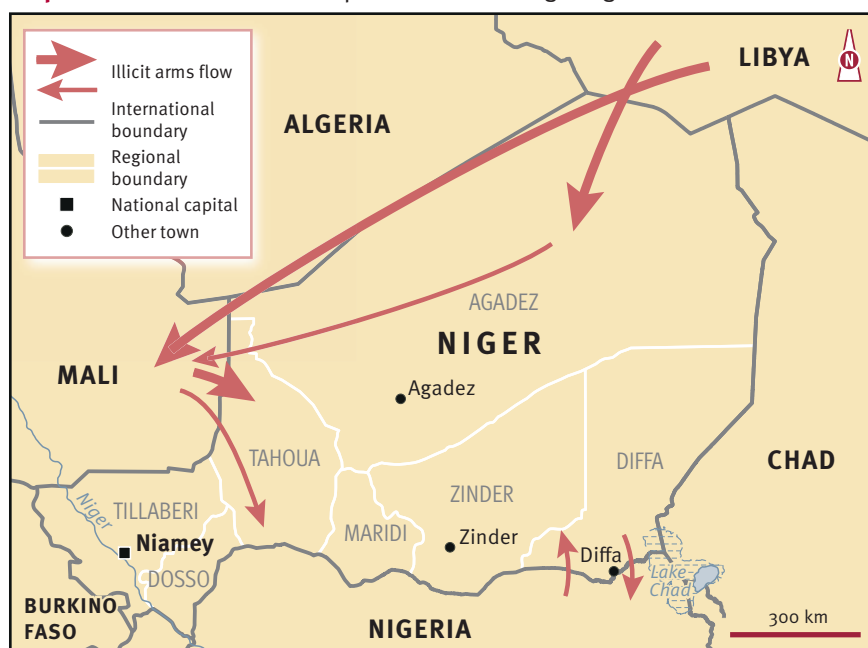 Illicit arms flow
International
boundary
Regional
boundary
National capital
Other town
ALGERIA
LIBYA
N
AGADEZ
NIGER
MALI
Agadez
TAHOUA
DIFFA
CHAD
ZINDER
Niger
TILLABERI
MARIDI
Zinder
Niamey
Diffa
DOSSO
Lake
Chad
BURKINO
FASO
NIGERIA
300 km